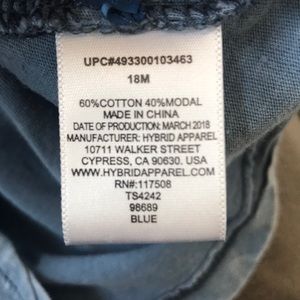 UPC#493300103463
18M
60%COTTON 40%MODAL
MADE IN CHINA
DATE OF PRODUCTION: MARCH 2018
MANUFACTURER: HYBRID APPAREL
10711 WALKER STREET
CYPRESS, CA 90630. USA
WWW.HYBRIDAPPAREL.COM
RN#:117508
TS4242
98689
BLUE